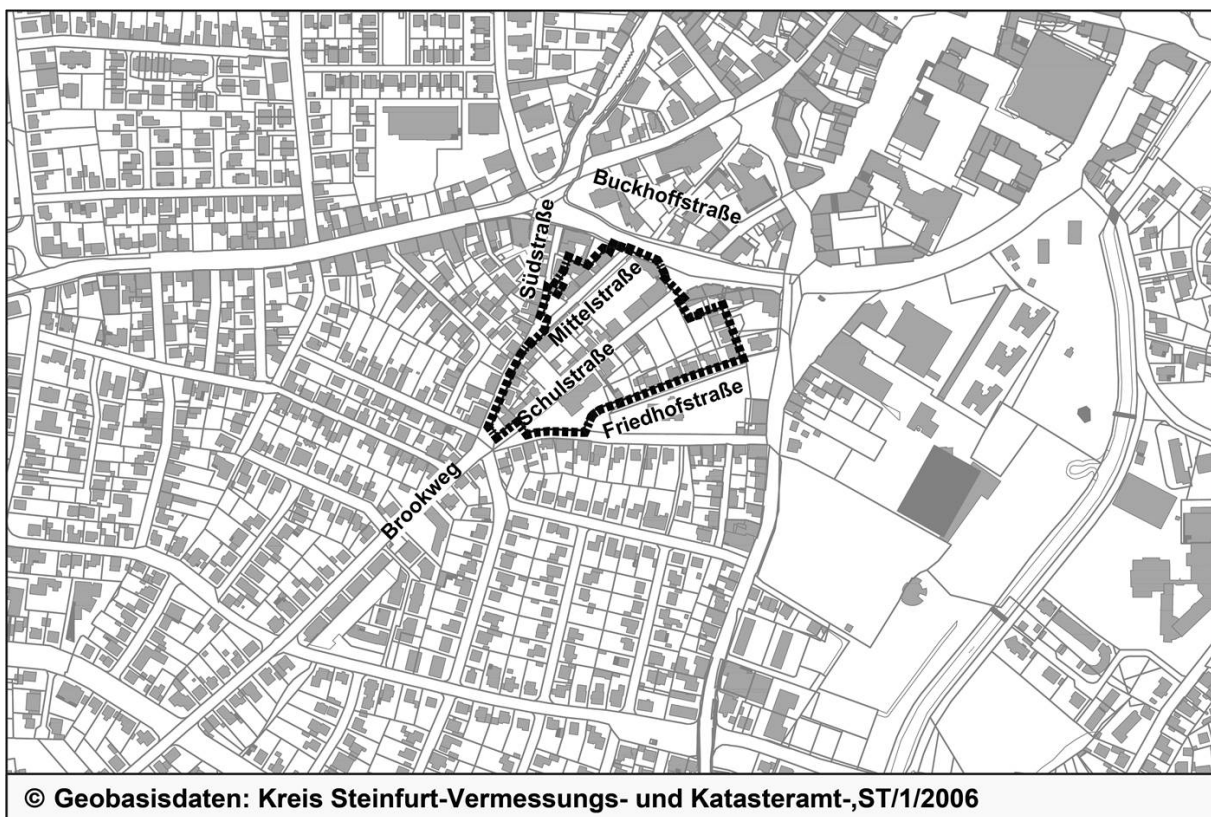 Buckhoffstraße
Südstraße
Mittelstraße
Schulstraße
Friedhofstraße
Brookweg
© Geobasisdaten: Kreis Steinfurt-Vermessungs- und Katasteramt-,ST/1/2006